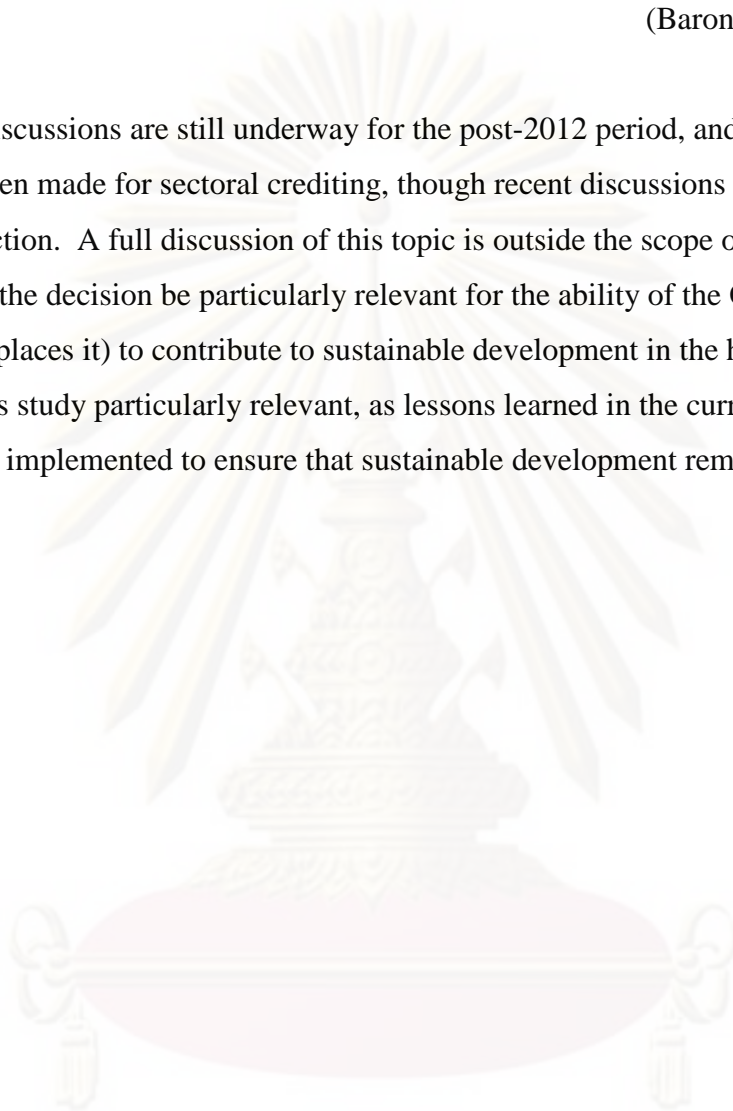 (Baron
scussions are still underway for the post-2012 period, and
en made for sectoral crediting, though recent discussions
ction. A full discussion of this topic is outside the scope o
the decision be particularly relevant for the ability of the
places it) to contribute to sustainable development in the
s study particularly relevant, as lessons learned in the curr
implemented to ensure that sustainable development rem